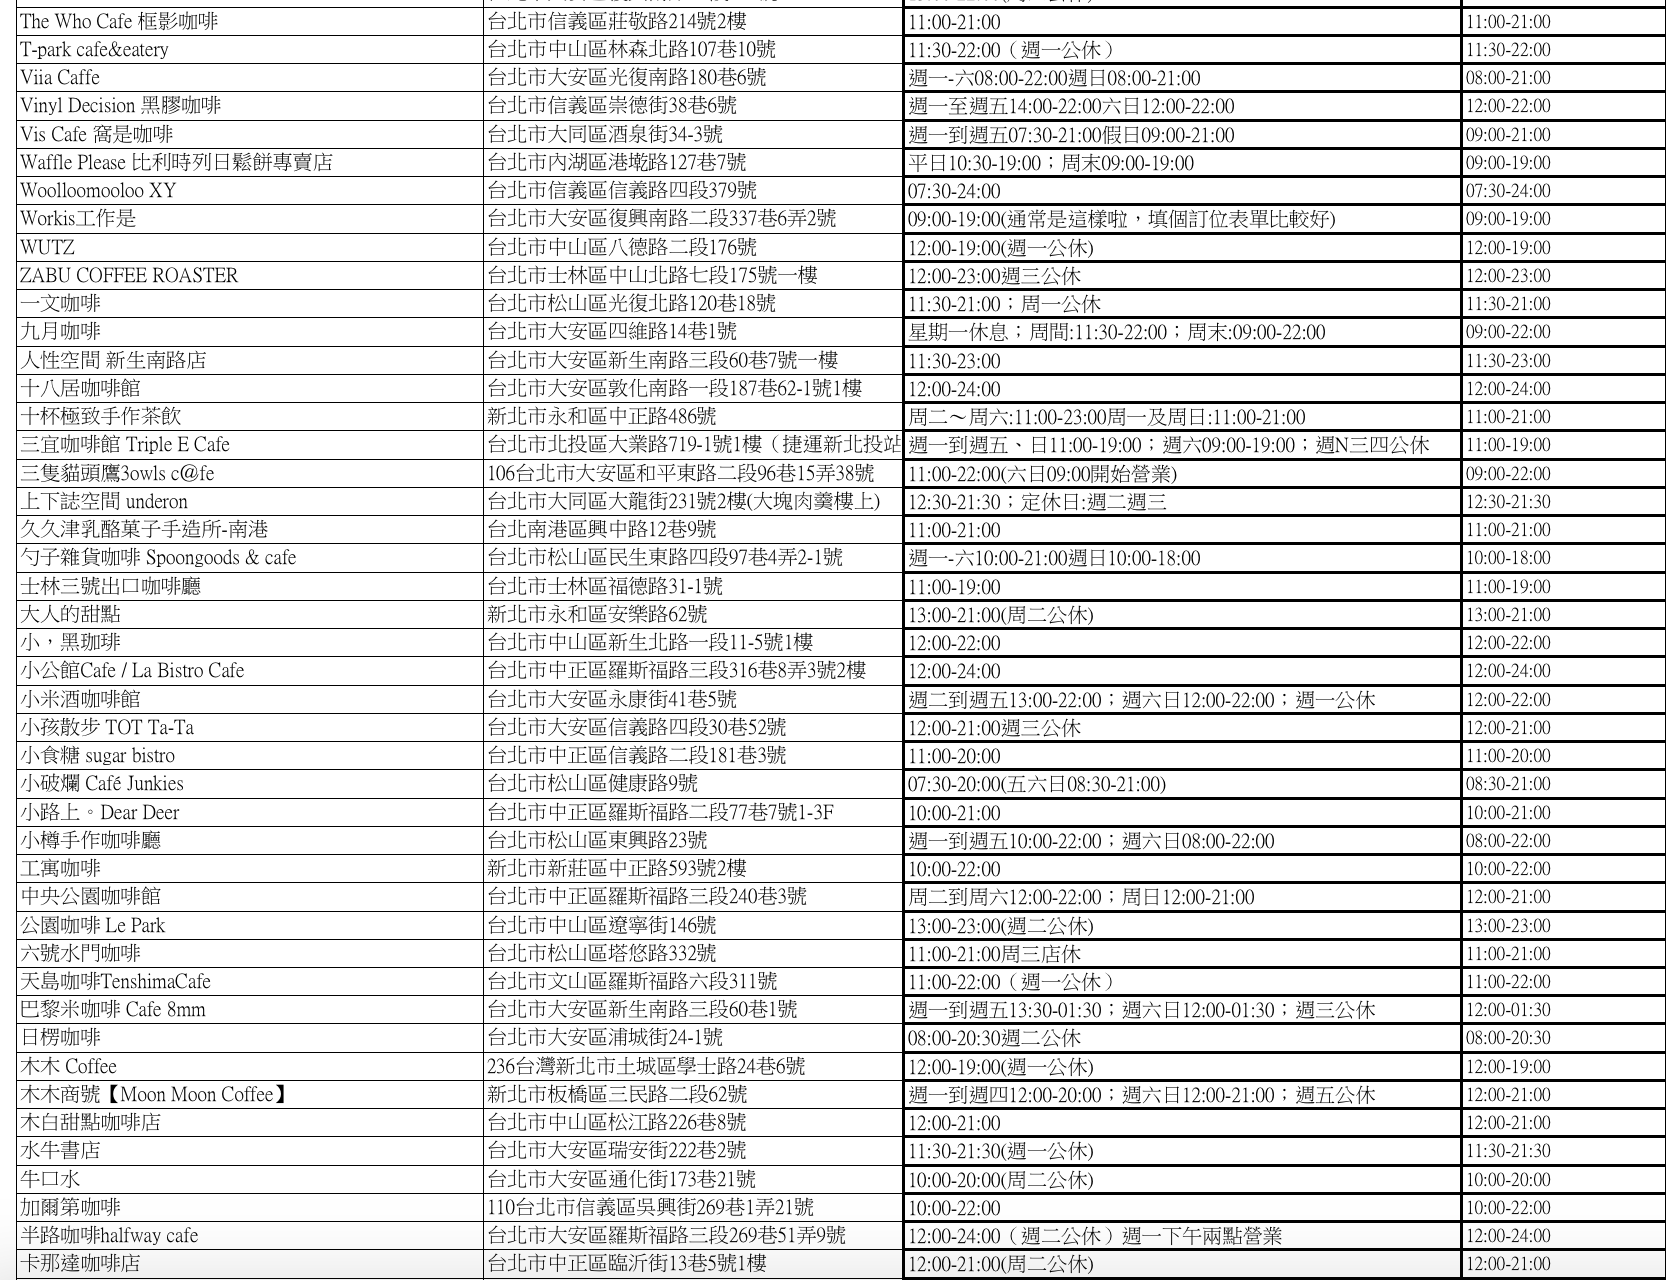 The Who Cafe 框影咖啡 台北市信義區莊敬路214號2樓 11:00-21:00 11:00-21:00
T-park cafe&eatery 台北市中山區林森北路107巷10號 11:30-22:00（週一公休） 11:30-22:00
Viia Caffe 台北市大安區光復南路180巷6號 週一-六08:00-22:00週日08:00-21:00 08:00-21:00
Vinyl Decision 黑膠咖啡 台北市信義區崇德街38巷6號 週一至週五14:00-22:00六日12:00-22:00 12:00-22:00
Vis Cafe 窩是咖啡 台北市大同區酒泉街34-3號 週一到週五07:30-21:00假日09:00-21:00 09:00-21:00
Waffle Please 比利時列日鬆餅專賣店 台北市內湖區港墘路127巷7號 平日10:30-19:00；周末09:00-19:00 09:00-19:00
Woolloomooloo XY 台北市信義區信義路四段379號 07:30-24:00 07:30-24:00
Workis工作是 台北市大安區復興南路二段337巷6弄2號 09:00-19:00(通常是這樣啦，填個訂位表單比較好) 09:00-19:00
WUTZ 台北市中山區八德路二段176號 12:00-19:00(週一公休) 12:00-19:00
ZABU COFFEE ROASTER 台北市士林區中山北路七段175號一樓 12:00-23:00週三公休 12:00-23:00
一文咖啡 台北市松山區光復北路120巷18號 11:30-21:00；周一公休 11:30-21:00
九月咖啡 台北市大安區四維路14巷1號 星期一休息；周間:11:30-22:00；周末:09:00-22:00 09:00-22:00
人性空間 新生南路店 台北市大安區新生南路三段60巷7號一樓 11:30-23:00 11:30-23:00
十八居咖啡館 台北市大安區敦化南路一段187巷62-1號1樓 12:00-24:00 12:00-24:00
十杯極致手作茶飲 新北市永和區中正路486號 周二～周六:11:00-23:00周一及周日:11:00-21:00 11:00-21:00
三宜咖啡館 Triple E Cafe 台北市北投區大業路719-1號1樓（捷運新北投站 週一到週五、日11:00-19:00；週六09:00-19:00；週N三四公休 11:00-19:00
三隻貓頭鷹3owls c@fe 106台北市大安區和平東路二段96巷15弄38號 11:00-22:00(六日09:00開始營業) 09:00-22:00
上下誌空間 underon 台北市大同區大龍街231號2樓(大塊肉羹樓上) 12:30-21:30；定休日:週二週三 12:30-21:30
久久津乳酪菓子手造所-南港 台北南港區興中路12巷9號 11:00-21:00 11:00-21:00
勺子雜貨咖啡 Spoongoods & cafe 台北市松山區民生東路四段97巷4弄2-1號 週一-六10:00-21:00週日10:00-18:00 10:00-18:00
士林三號出口咖啡廳 台北市士林區福德路31-1號 11:00-19:00 11:00-19:00
大人的甜點 新北市永和區安樂路62號 13:00-21:00(周二公休) 13:00-21:00
小，黑珈琲 台北市中山區新生北路一段11-5號1樓 12:00-22:00 12:00-22:00
小公館Cafe / La Bistro Cafe 台北市中正區羅斯福路三段316巷8弄3號2樓 12:00-24:00 12:00-24:00
小米酒咖啡館 台北市大安區永康街41巷5號 週二到週五13:00-22:00；週六日12:00-22:00；週一公休 12:00-22:00
小孩散步 TOT Ta-Ta 台北市大安區信義路四段30巷52號 12:00-21:00週三公休 12:00-21:00
小食糖 sugar bistro 台北市中正區信義路二段181巷3號 11:00-20:00 11:00-20:00
小破爛 Café Junkies 台北市松山區健康路9號 07:30-20:00(五六日08:30-21:00) 08:30-21:00
小路上。Dear Deer 台北市中正區羅斯福路二段77巷7號1-3F 10:00-21:00 10:00-21:00
小樽手作咖啡廳 台北市松山區東興路23號 週一到週五10:00-22:00；週六日08:00-22:00 08:00-22:00
工寓咖啡 新北市新莊區中正路593號2樓 10:00-22:00 10:00-22:00
中央公園咖啡館 台北市中正區羅斯福路三段240巷3號 周二到周六12:00-22:00；周日12:00-21:00 12:00-21:00
公園咖啡 Le Park 台北市中山區遼寧街146號 13:00-23:00(週二公休) 13:00-23:00
六號水門咖啡 台北市松山區塔悠路332號 11:00-21:00周三店休 11:00-21:00
天島咖啡TenshimaCafe 台北市文山區羅斯福路六段311號 11:00-22:00（週一公休） 11:00-22:00
巴黎米咖啡 Cafe 8mm 台北市大安區新生南路三段60巷1號 週一到週五13:30-01:30；週六日12:00-01:30；週三公休 12:00-01:30
日楞咖啡 台北市大安區浦城街24-1號 08:00-20:30週二公休 08:00-20:30
木木 Coffee 236台灣新北市土城區學士路24巷6號 12:00-19:00(週一公休) 12:00-19:00
木木商號【Moon Moon Coffee】 新北市板橋區三民路二段62號 週一到週四12:00-20:00；週六日12:00-21:00；週五公休 12:00-21:00
木白甜點咖啡店 台北市中山區松江路226巷8號 12:00-21:00 12:00-21:00
水牛書店 台北市大安區瑞安街222巷2號 11:30-21:30(週一公休) 11:30-21:30
牛口水 台北市大安區通化街173巷21號 10:00-20:00(周二公休) 10:00-20:00
加爾第咖啡 110台北市信義區吳興街269巷1弄21號 10:00-22:00 10:00-22:00
半路咖啡halfway cafe 台北市大安區羅斯福路三段269巷51弄9號 12:00-24:00（週二公休）週一下午兩點營業 12:00-24:00
卡那達咖啡店 台北市中正區臨沂街13巷5號1樓 12:00-21:00(周二公休) 12:00-21:00